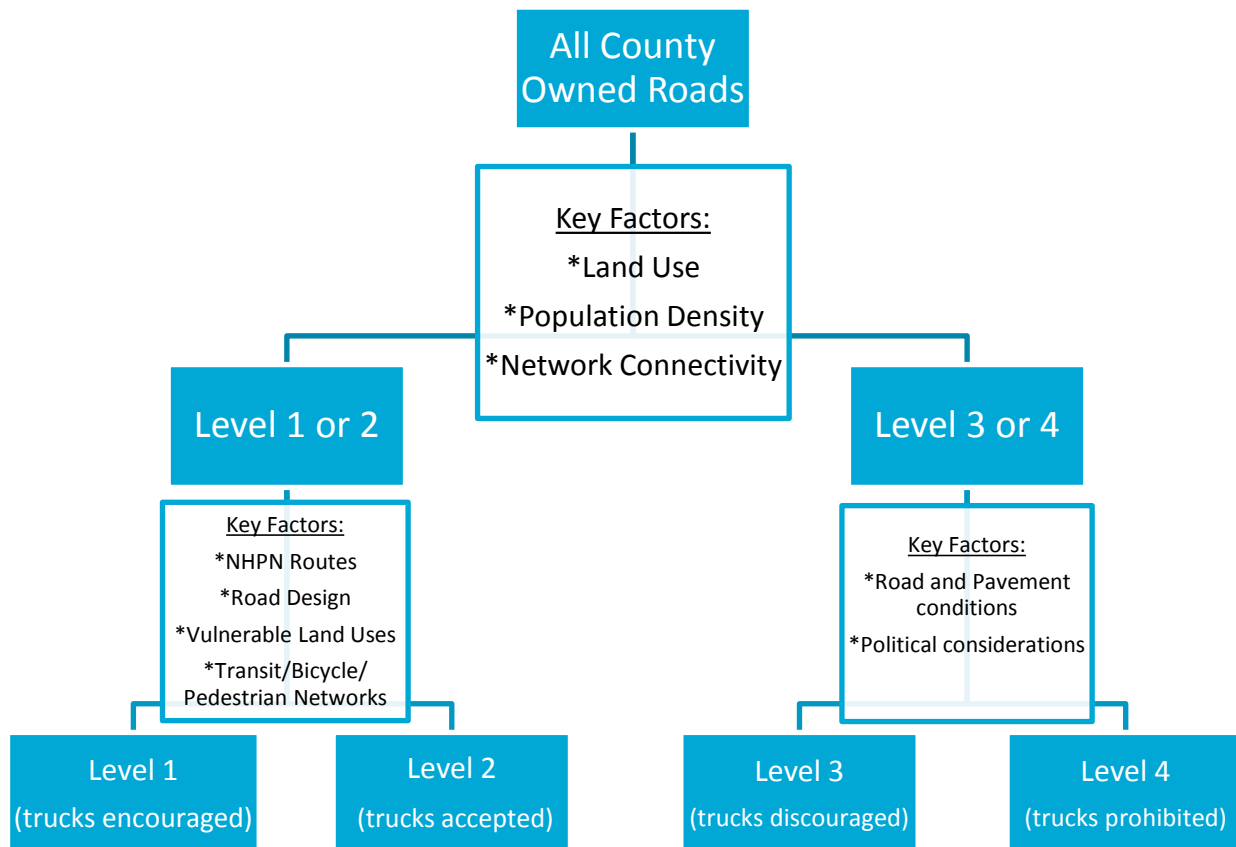 All County
Owned Roads
Key Factors:
*Land Use
*Population Density
*Network Connectivity
Level 1 or 2
Level 3 or 4
Key Factors:
*NHPN Routes
*Road Design
*Vulnerable Land Uses
*Transit/Bicycle/
Pedestrian Networks
Key Factors:
*Road and Pavement
conditions
*Political considerations
Level 1
(trucks encouraged)
Level 2
(trucks accepted)
Level 3
(trucks discouraged)
Level 4
(trucks prohibited)